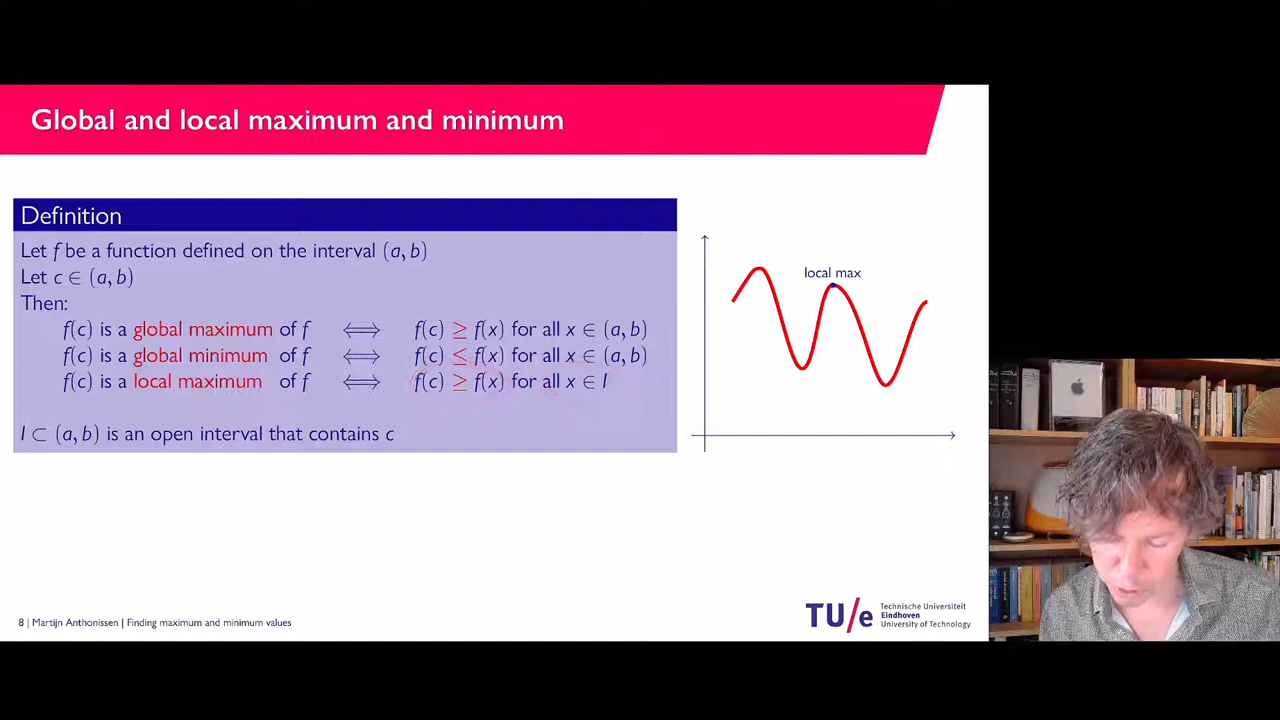 Global and local maximum and minimum
Definition
Let f be a function defined on the interval (a, b)
Let c ∈ (a, b)
Then:
f(c) is a global maximum of f ⟺ f(c) ≥ f(x) for all x ∈ (a, b)
f(c) is a global minimum of f ⟺ f(c) ≤ f(x) for all x ∈ (a, b)
f(c) is a local maximum of f ⟺ f(c) ≥ f(x) for all x ∈ I
I ⊂ (a, b) is an open interval that contains c
local max
8 | Martijn Anthonissen | Finding maximum and minimum values
TU/e
Technische Universiteit
Eindhoven
University of Technology